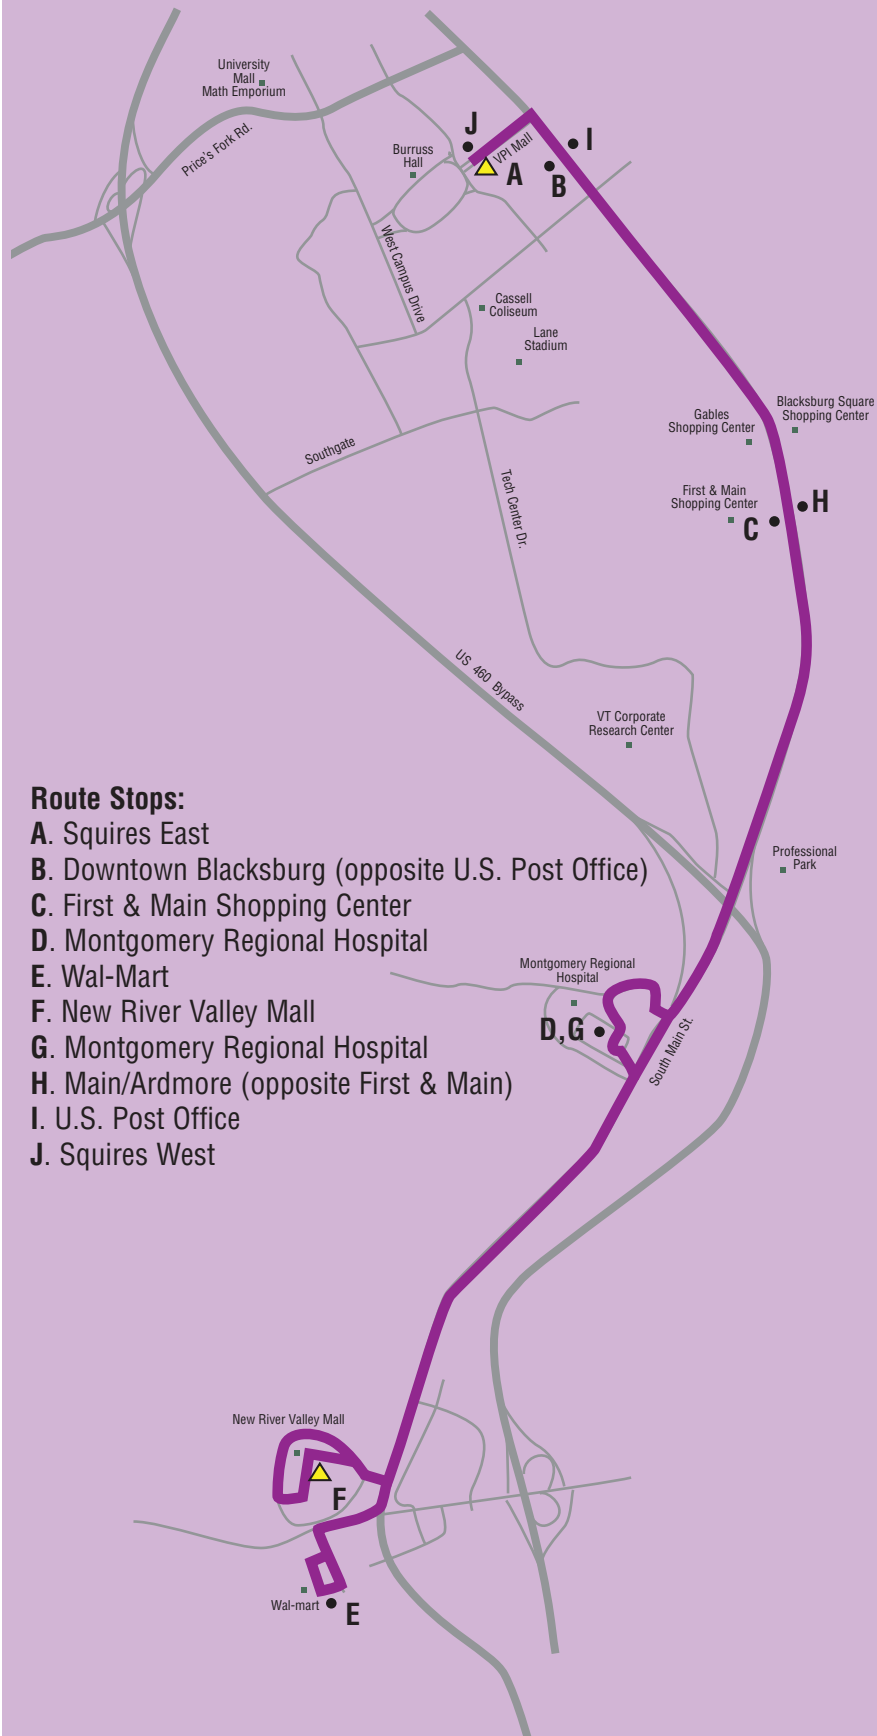 University
Mall
Math Emporium
Price's Fork Rd.
J
I
Burruss
Hall
VPI Mall
A
B
West Campus Drive
Cassell
Coliseum
Lane
Stadium
Blacksburg Square
Shopping Center
Gables
Shopping Center
Southgate
Tech Center Dr.
First & Main
Shopping Center
H
C
US 460 Bypass
VT Corporate
Research Center
Route Stops:
A. Squires East
B. Downtown Blacksburg (opposite U.S. Post Office)
C. First & Main Shopping Center
D. Montgomery Regional Hospital
E. Wal-Mart
F. New River Valley Mall
G. Montgomery Regional Hospital
H. Main/Ardmore (opposite First & Main)
I. U.S. Post Office
J. Squires West
Professional
Park
Montgomery Regional
Hospital
D,G
South Main St.
New River Valley Mall
F
Wal-mart
E